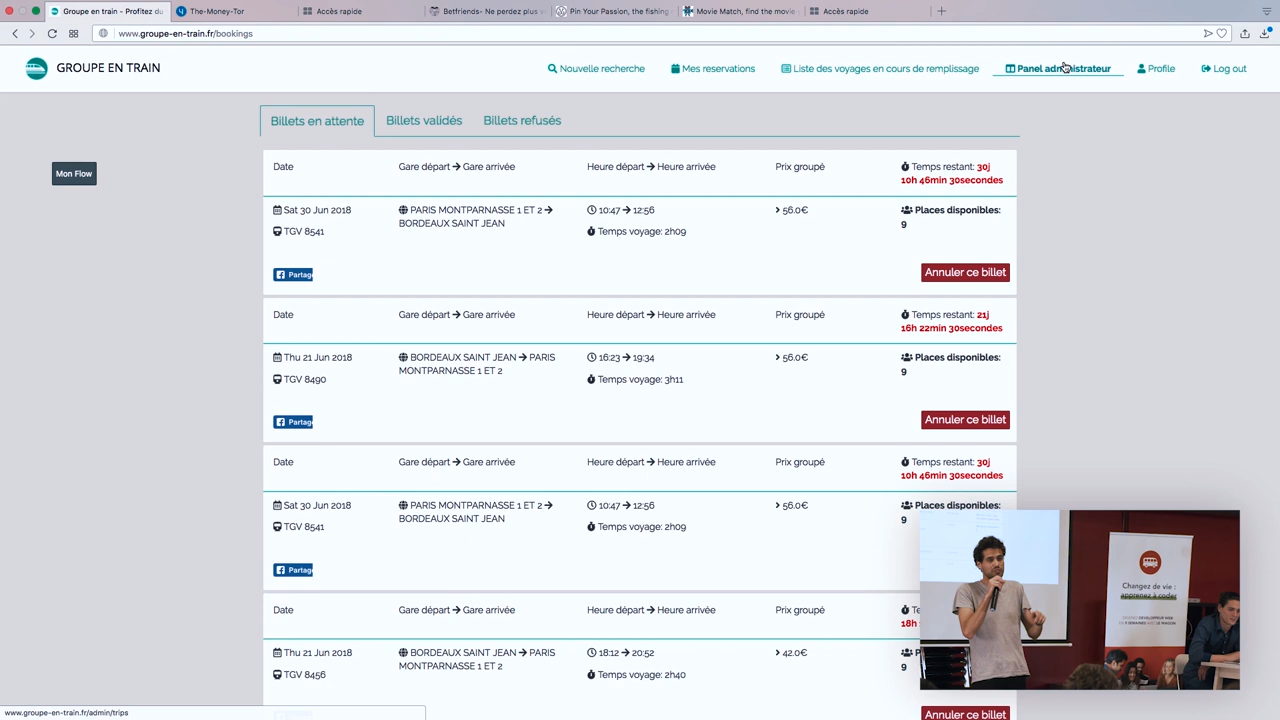 Groupe en train - Profitez du
The-Money-Tor
Accès rapide
Betfriends- Ne perdez plus v
Pin Your Passion, the fishing
Movie Match, find the movie
Accès rapide
www.groupe-en-train.fr/bookings
GROUPE EN TRAIN
Nouvelle recherche
Mes reservations
Liste des voyages en cours de remplissage
Panel administrateur
Profile
Log out
Billets en attente
Billets validés
Billets refusés
Mon Flow
Date
Gare départ → Gare arrivée
Heure départ → Heure arrivée
Prix groupé
Temps restant: 30j
10h 46min 30secondes
Sat 30 Jun 2018
TGV 8541
PARIS MONTPARNASSE 1 ET 2 →
BORDEAUX SAINT JEAN
10:47 → 12:56
Temps voyage: 2h09
> 56.0€
Places disponibles:
9
Partag
Annuler ce billet
Date
Gare départ → Gare arrivée
Heure départ → Heure arrivée
Prix groupé
Temps restant: 21j
16h 22min 30secondes
Thu 21 Jun 2018
TGV 8490
BORDEAUX SAINT JEAN → PARIS
MONTPARNASSE 1 ET 2
16:23 → 19:34
Temps voyage: 3h11
> 56.0€
Places disponibles:
9
Partag
Annuler ce billet
Date
Gare départ → Gare arrivée
Heure départ → Heure arrivée
Prix groupé
Temps restant: 30j
10h 46min 30secondes
Sat 30 Jun 2018
TGV 8541
PARIS MONTPARNASSE 1 ET 2 →
BORDEAUX SAINT JEAN
10:47 → 12:56
Temps voyage: 2h09
> 56.0€
Places disponibles:
9
Partag
Date
Gare départ → Gare arrivée
Heure départ → Heure arrivée
Prix groupé
18h
Thu 21 Jun 2018
TGV 8456
BORDEAUX SAINT JEAN → PARIS
MONTPARNASSE 1 ET 2
18:12 → 20:52
Temps voyage: 2h40
> 42.0€
9
Annuler ce billet
Changez de vie :
apprenez à coder
www.groupe-en-train.fr/admin/trips